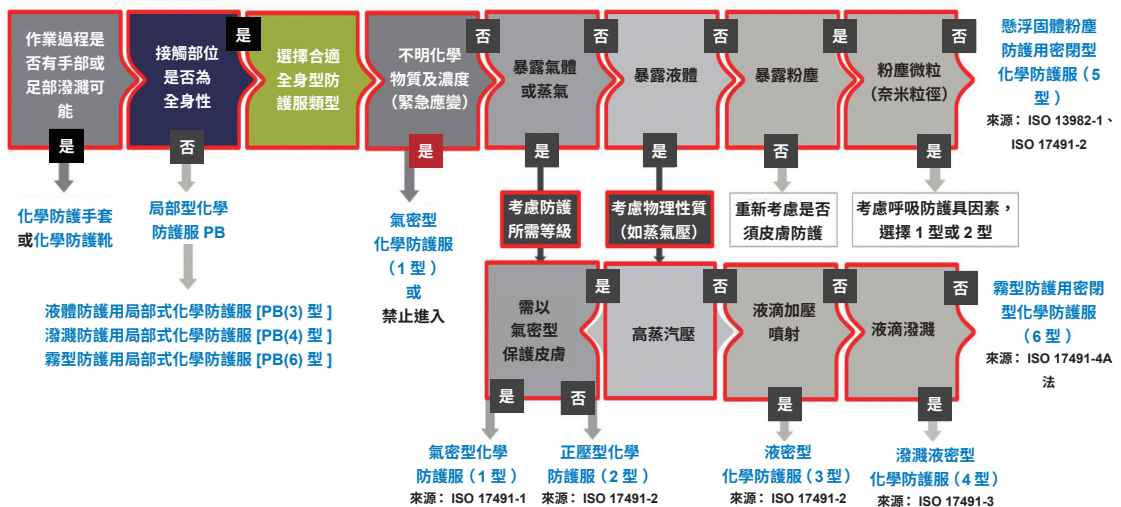 作業過程是
否有手部或
足部潑濺可
能
是
化學防護手套
或化學防護靴
接觸部位
是否為
全身性
是
否
局部型化學
防護服 PB
液體防護用局部式化學防護服 [PB(3) 型 ]
潑濺防護用局部式化學防護服 [PB(4) 型 ]
霧型防護用局部式化學防護服 [PB(6) 型 ]
選擇合適
全身型防
護服類型
不明化學
物質及濃度
(緊急應變)
否
是
氣密型
化學防護服
(1 型 )
或
禁止進入
暴露氣體
或蒸氣
否
是
考慮防護
所需等級
暴露液體
否
是
考慮物理性質
(如蒸氣壓)
暴露粉塵
是
否
重新考慮是否
須皮膚防護
粉塵微粒
(奈米粒徑)
否
是
考慮呼吸防護具因素,
選擇 1 型或 2 型
懸浮固體粉塵
防護用密閉型
化學防護服(5
型 )
來源: ISO 13982-1、
ISO 17491-2
需以
氣密型
保護皮膚
是
否
是
氣密型化學
防護服(1 型)
來源: ISO 17491-1
否
正壓型化學
防護服(2 型)
來源: ISO 17491-2
高蒸汽壓
否
液滴加壓
噴射
否
是
液密型
化學防護服(3 型)
來源: ISO 17491-2
液滴潑濺
否
是
潑濺液密型
化學防護服(4 型)
來源: ISO 17491-3
霧型防護用密閉
型化學防護服
(6 型)
來源: ISO 17491-4A
法